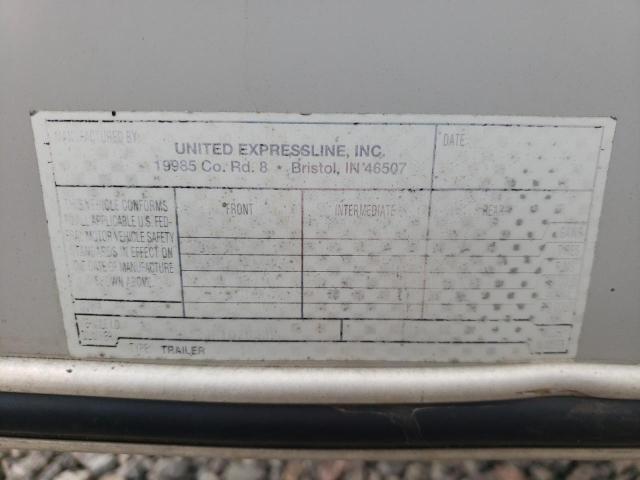 MANUFACTURED BY:
UNITED EXPRESSLINE, INC.
19985 Co. Rd. 8 • Bristol, IN 46507
DATE:
THIS VEHICLE CONFORMS
TO ALL APPLICABLE U.S. FED-
ERAL MOTOR VEHICLE SAFETY
STANDARDS IN EFFECT ON
THE DATE OF MANUFACTURE
SHOWN ABOVE
FRONT
INTERMEDIATE
REAR
TYPE: TRAILER